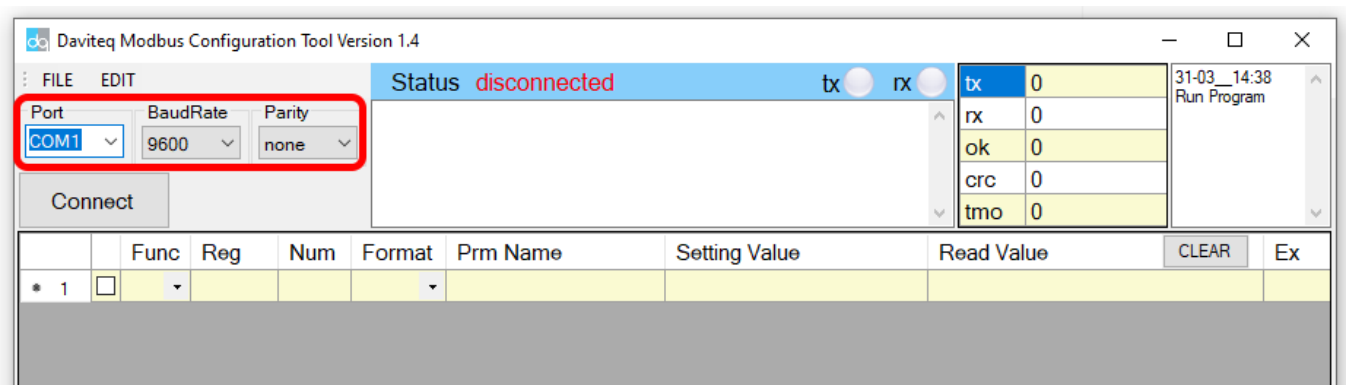 dq Daviteq Modbus Configuration Tool Version 1.4
FILE EDIT
Status disconnected tx rx
Port BaudRate Parity
COM1 9600 none
Connect
tx 0
rx 0
ok 0
crc 0
tmo 0
31-03__14:38
Run Program
Func Reg Num Format Prm Name Setting Value Read Value CLEAR Ex
1